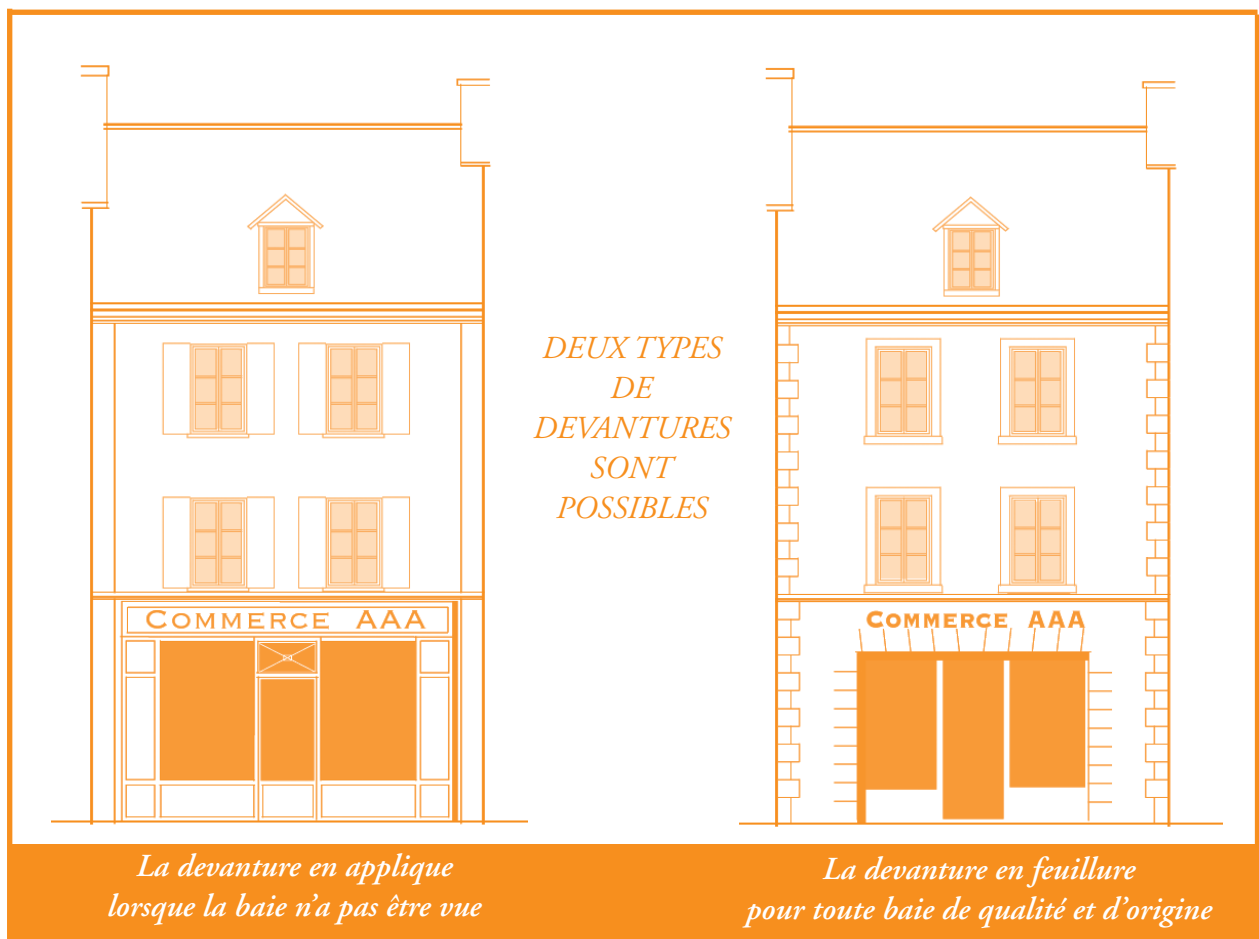 DEUX TYPES
DE
DEVANTURES
SONT
POSSIBLES
COMMERCE AAA
COMMERCE AAA
La devanture en applique
lorsque la baie n'a pas être vue
La devanture en feuillure
pour toute baie de qualité et d'origine